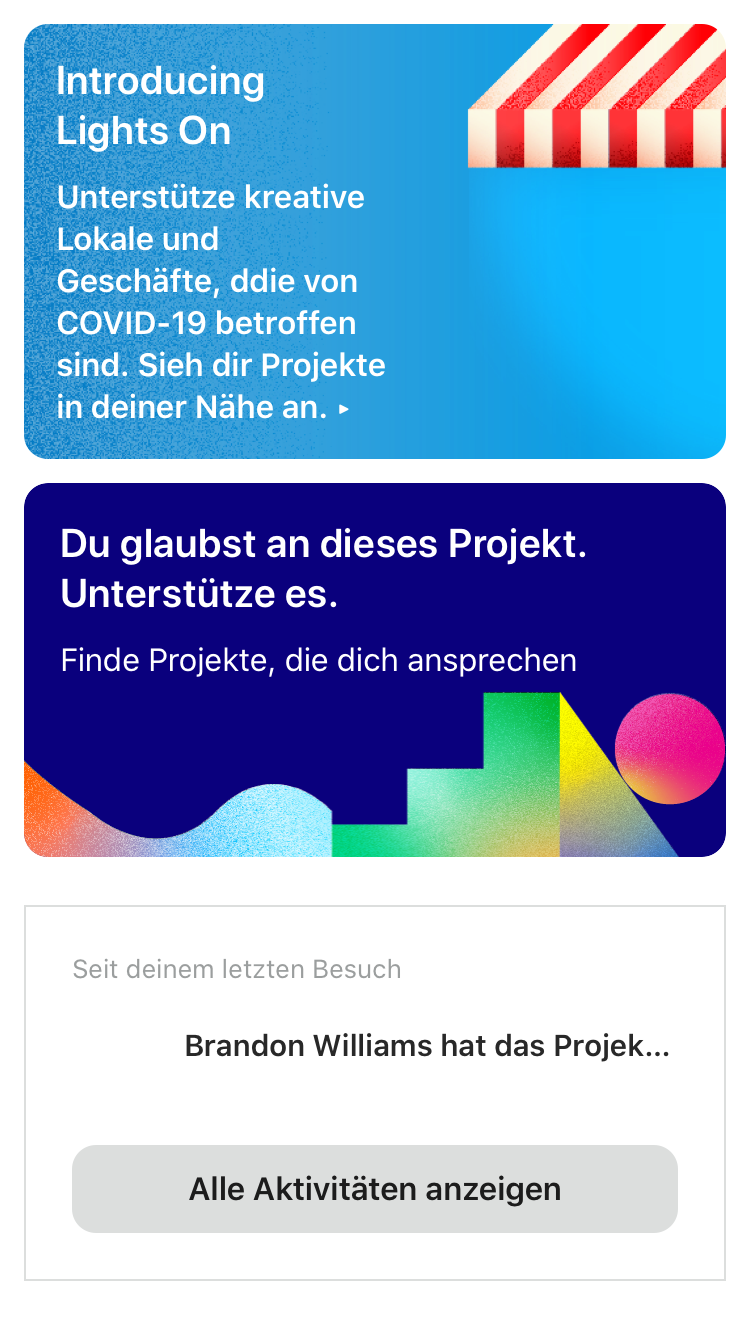 Introducing
Lights On
Unterstütze kreative
Lokale und
Geschäfte, ddie von
COVID-19 betroffen
sind. Sieh dir Projekte
in deiner Nähe an. ▸
Du glaubst an dieses Projekt.
Unterstütze es.
Finde Projekte, die dich ansprechen
Seit deinem letzten Besuch
Brandon Williams hat das Projek...
Alle Aktivitäten anzeigen